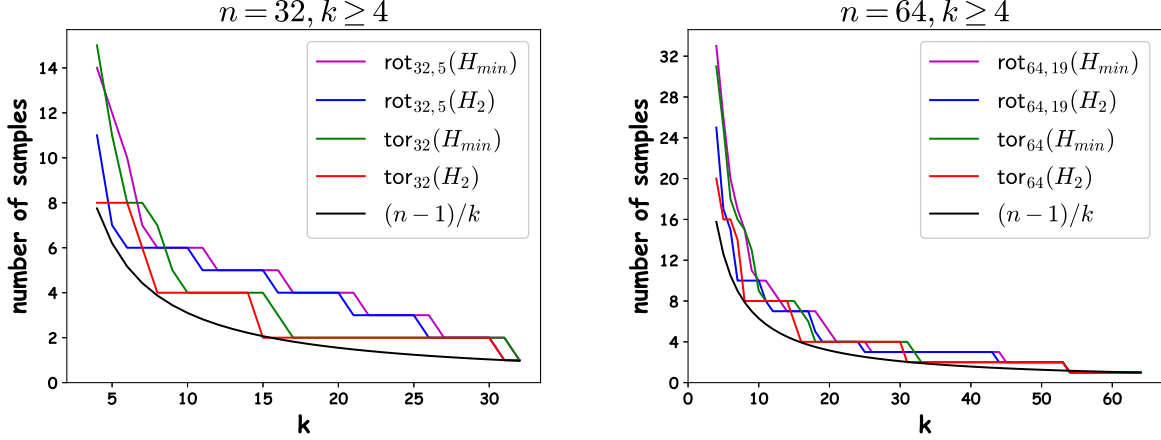 n = 32, k ≥ 4
number of samples
14
12
10
8
6
4
2
0
rot₃₂,₅(Hₘᵢₙ)
rot₃₂,₅(H₂)
tor₃₂(Hₘᵢₙ)
tor₃₂(H₂)
(n − 1)/k
5 10 15 20 25 30
k
n = 64, k ≥ 4
number of samples
32
28
24
20
16
12
8
4
0
rot₆₄,₁₉(Hₘᵢₙ)
rot₆₄,₁₉(H₂)
tor₆₄(Hₘᵢₙ)
tor₆₄(H₂)
(n − 1)/k
0 10 20 30 40 50 60
k